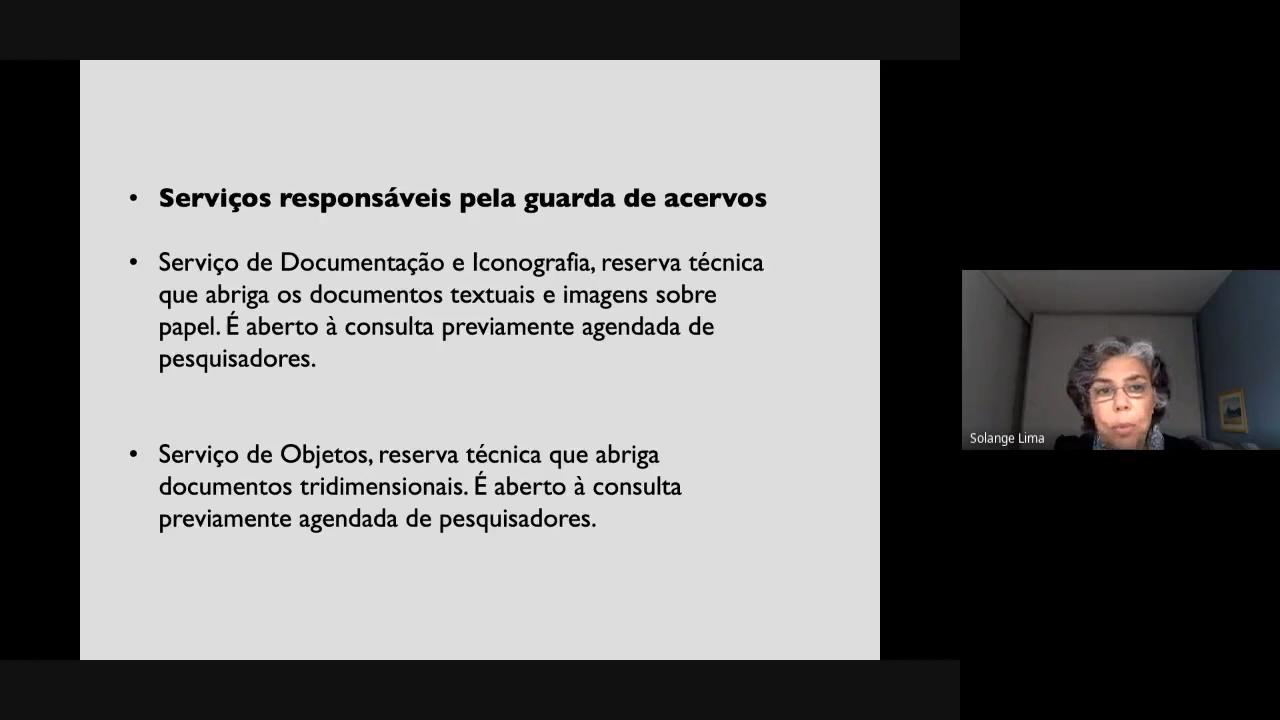 • Serviços responsáveis pela guarda de acervos
• Serviço de Documentação e Iconografia, reserva técnica
que abriga os documentos textuais e imagens sobre
papel. É aberto à consulta previamente agendada de
pesquisadores.
• Serviço de Objetos, reserva técnica que abriga
documentos tridimensionais. É aberto à consulta
previamente agendada de pesquisadores.
Solange Lima